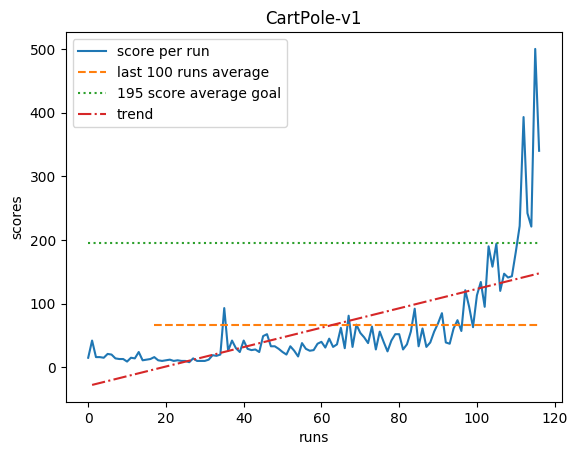 CartPole-v1
score per run
last 100 runs average
195 score average goal
trend
scores
500
400
300
200
100
0
0 20 40 60 80 100 120
runs